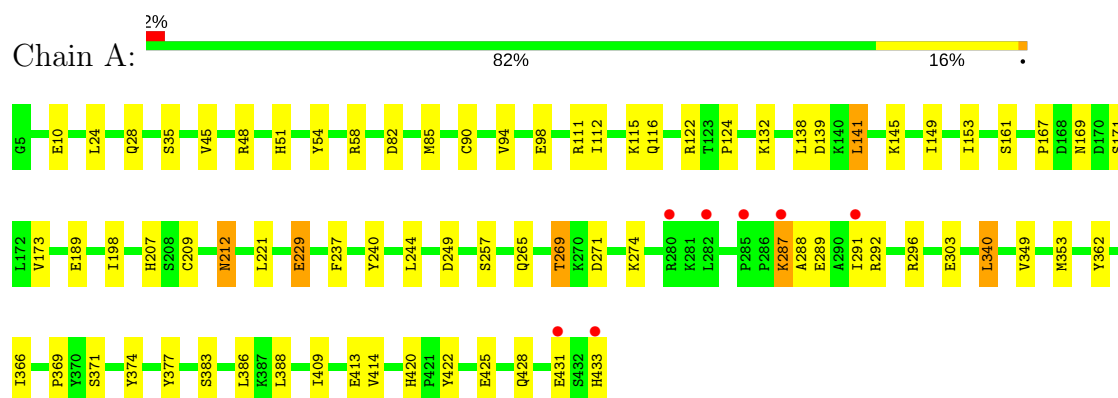 2%
Chain A:
82% 16% •
G5 E10 L24 Q28 S35 V45 R48 H51 Y54 R58 D82 M85 C90 V94 E98 R111 I112 K115 Q116 R122 T123 P124 K132 L138 D139 K140 L141 K145 I149 I153 S161 P167 D168 N169 D170 S171
L172 V173 E189 I198 H207 S208 C209 N212 L221 E229 F237 Y240 L244 D249 S257 Q265 T269 K270 D271 K274 R280 K281 L282 P285 P286 K287 A288 E289 A290 I291 R292 R296 E303 L340 V349 M353 Y362
I366 P369 Y370 S371 Y374 Y377 S383 L386 K387 L388 I409 E413 V414 H420 P421 Y422 E425 Q428 E431 S432 H433